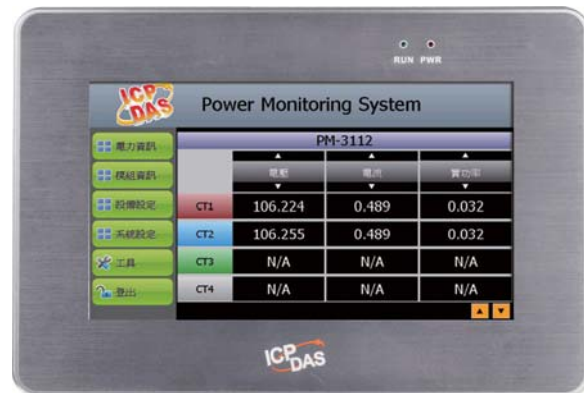 RUN PWR
ICP DAS
Power Monitoring System
PM-3112
電力資訊
電壓 電流 實功率
模組資訊
設備設定
CT1 106.224 0.489 0.032
系統設定
CT2 106.255 0.489 0.032
工具
CT3 N/A N/A N/A
登出
CT4 N/A N/A N/A
ICP DAS